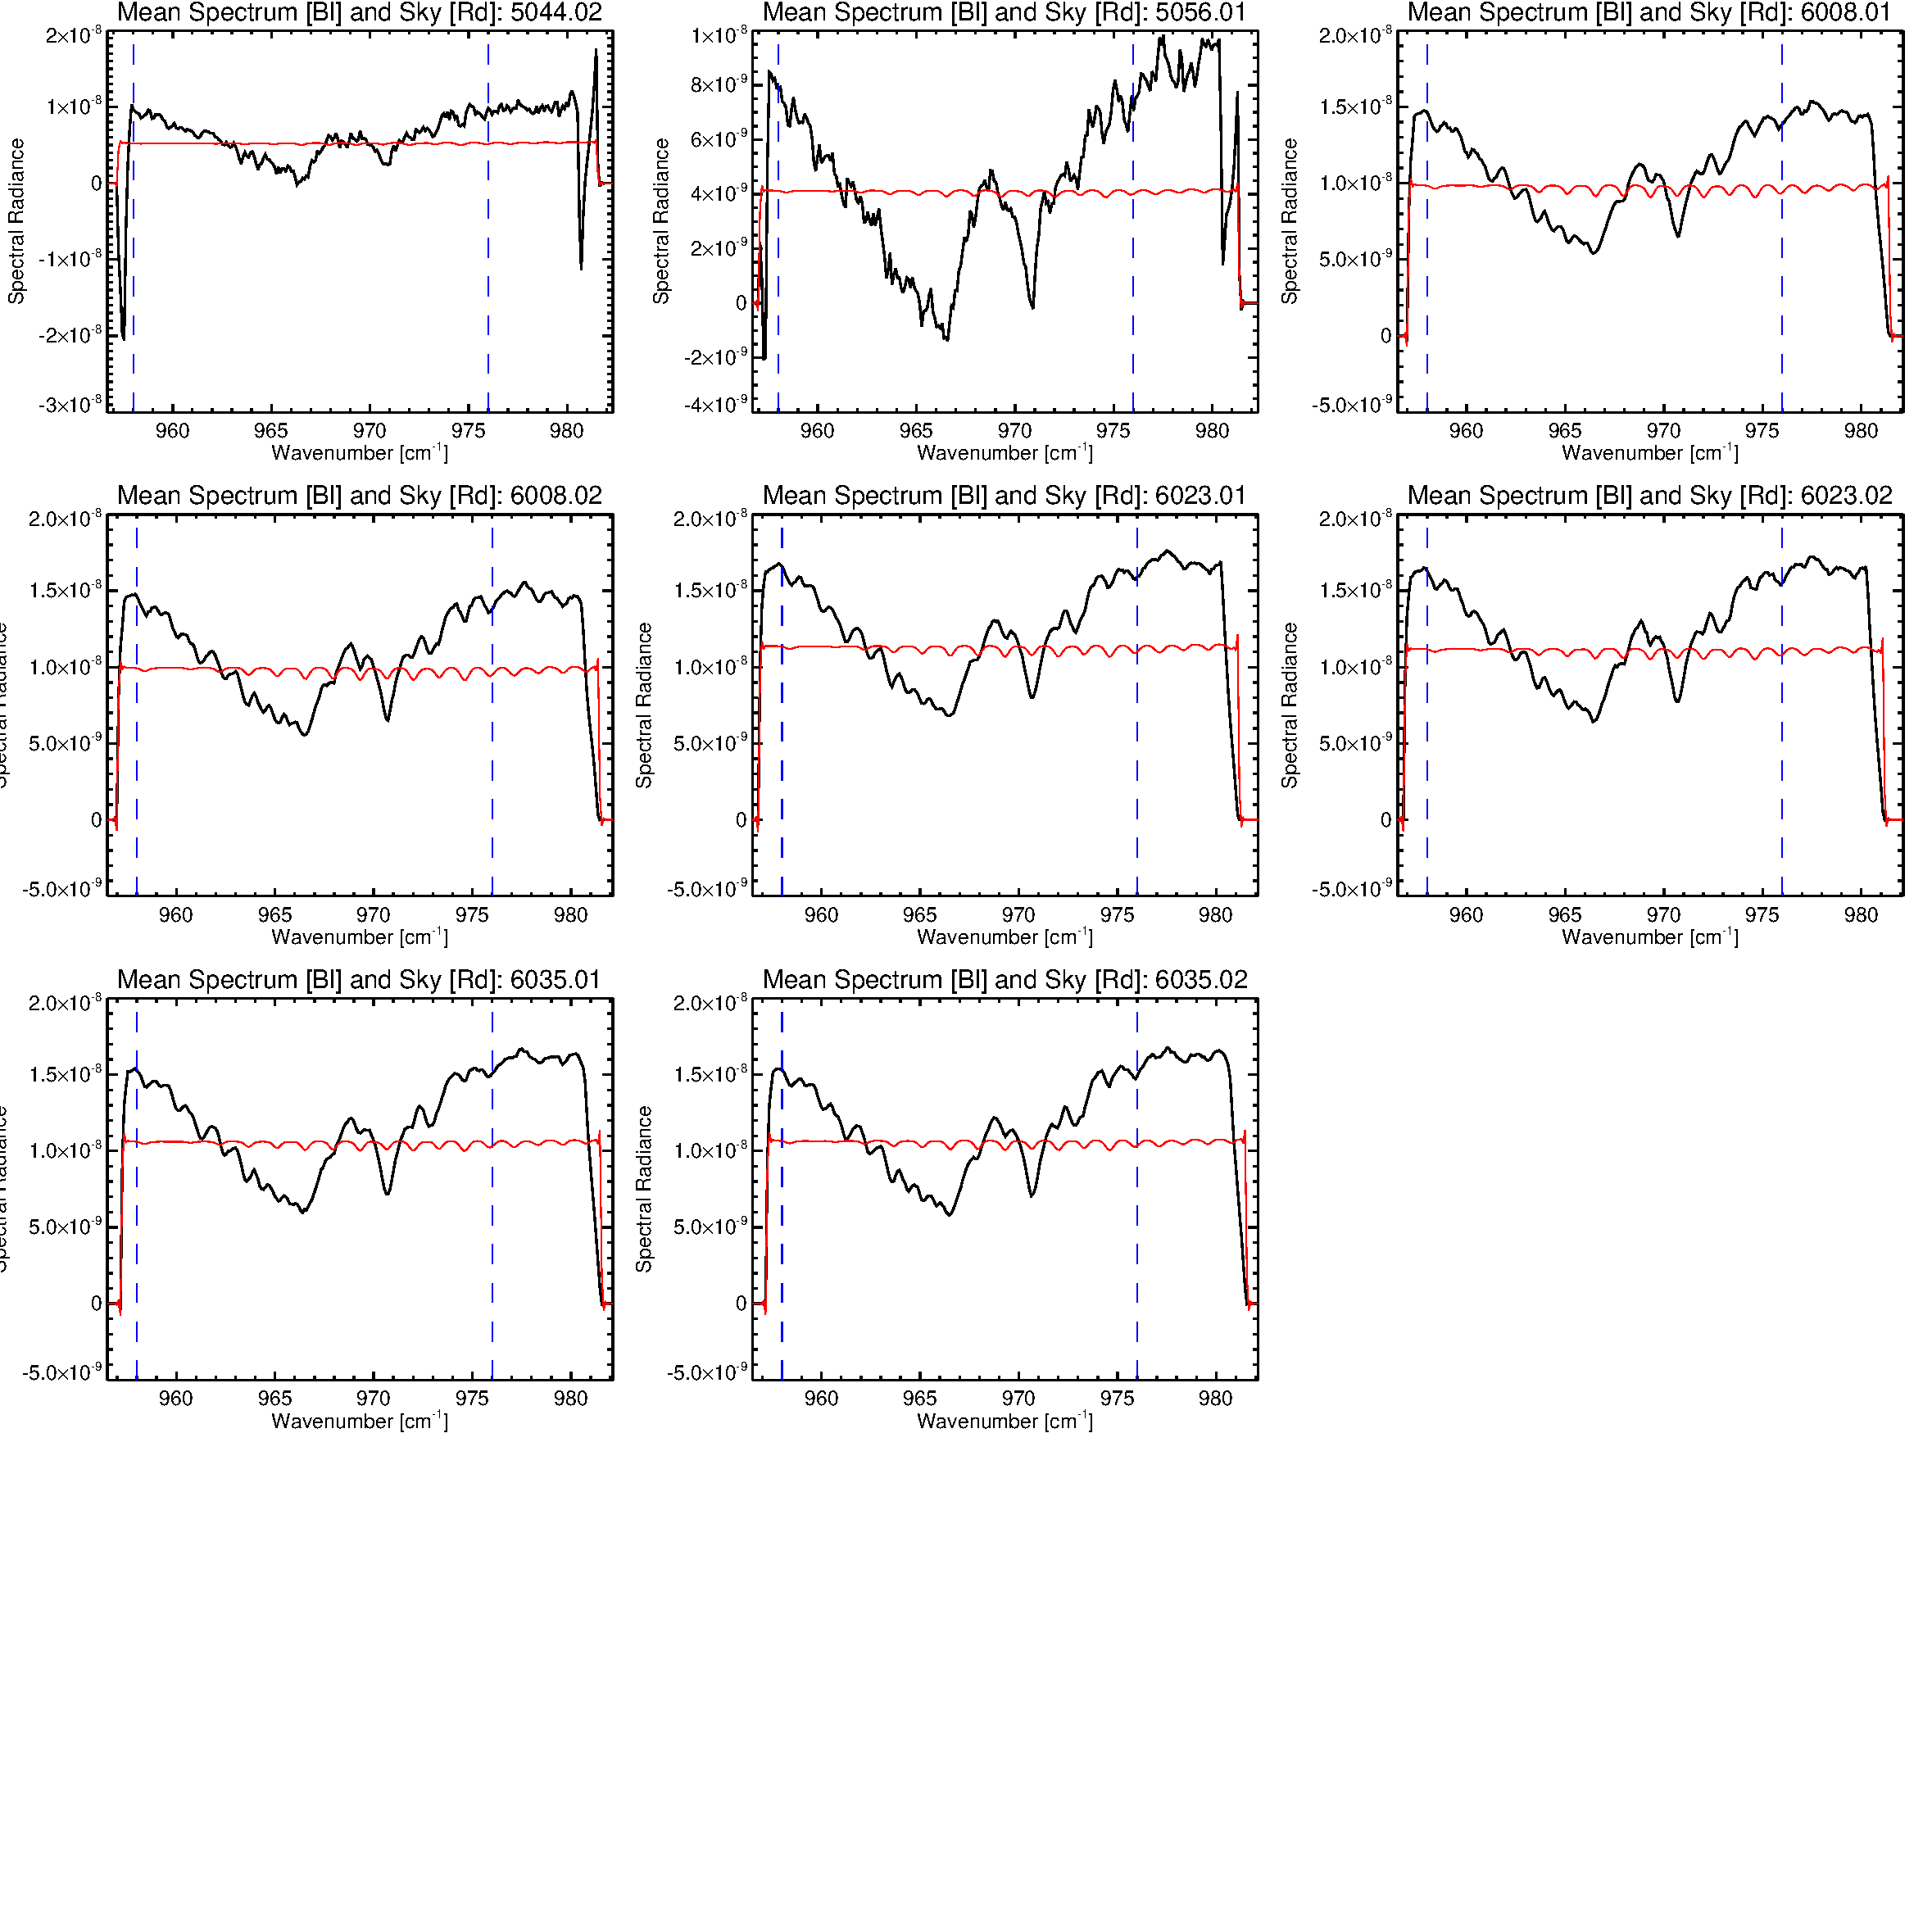 Mean Spectrum [Bl] and Sky [Rd]: 5044.02
2×10⁻⁸
1×10⁻⁸
0
-1×10⁻⁸
-2×10⁻⁸
-3×10⁻⁸
Spectral Radiance
960 965 970 975 980
Wavenumber [cm⁻¹]
Mean Spectrum [Bl] and Sky [Rd]: 5056.01
1×10⁻⁸
8×10⁻⁹
6×10⁻⁹
4×10⁻⁹
2×10⁻⁹
0
-2×10⁻⁹
-4×10⁻⁹
Spectral Radiance
960 965 970 975 980
Wavenumber [cm⁻¹]
Mean Spectrum [Bl] and Sky [Rd]: 6008.01
2.0×10⁻⁸
1.5×10⁻⁸
1.0×10⁻⁸
5.0×10⁻⁹
0
-5.0×10⁻⁹
Spectral Radiance
960 965 970 975 980
Wavenumber [cm⁻¹]
Mean Spectrum [Bl] and Sky [Rd]: 6008.02
2.0×10⁻⁸
1.5×10⁻⁸
1.0×10⁻⁸
5.0×10⁻⁹
0
-5.0×10⁻⁹
Spectral Radiance
960 965 970 975 980
Wavenumber [cm⁻¹]
Mean Spectrum [Bl] and Sky [Rd]: 6023.01
2.0×10⁻⁸
1.5×10⁻⁸
1.0×10⁻⁸
5.0×10⁻⁹
0
-5.0×10⁻⁹
Spectral Radiance
960 965 970 975 980
Wavenumber [cm⁻¹]
Mean Spectrum [Bl] and Sky [Rd]: 6023.02
2.0×10⁻⁸
1.5×10⁻⁸
1.0×10⁻⁸
5.0×10⁻⁹
0
-5.0×10⁻⁹
Spectral Radiance
960 965 970 975 980
Wavenumber [cm⁻¹]
Mean Spectrum [Bl] and Sky [Rd]: 6035.01
2.0×10⁻⁸
1.5×10⁻⁸
1.0×10⁻⁸
5.0×10⁻⁹
0
-5.0×10⁻⁹
Spectral Radiance
960 965 970 975 980
Wavenumber [cm⁻¹]
Mean Spectrum [Bl] and Sky [Rd]: 6035.02
2.0×10⁻⁸
1.5×10⁻⁸
1.0×10⁻⁸
5.0×10⁻⁹
0
-5.0×10⁻⁹
Spectral Radiance
960 965 970 975 980
Wavenumber [cm⁻¹]